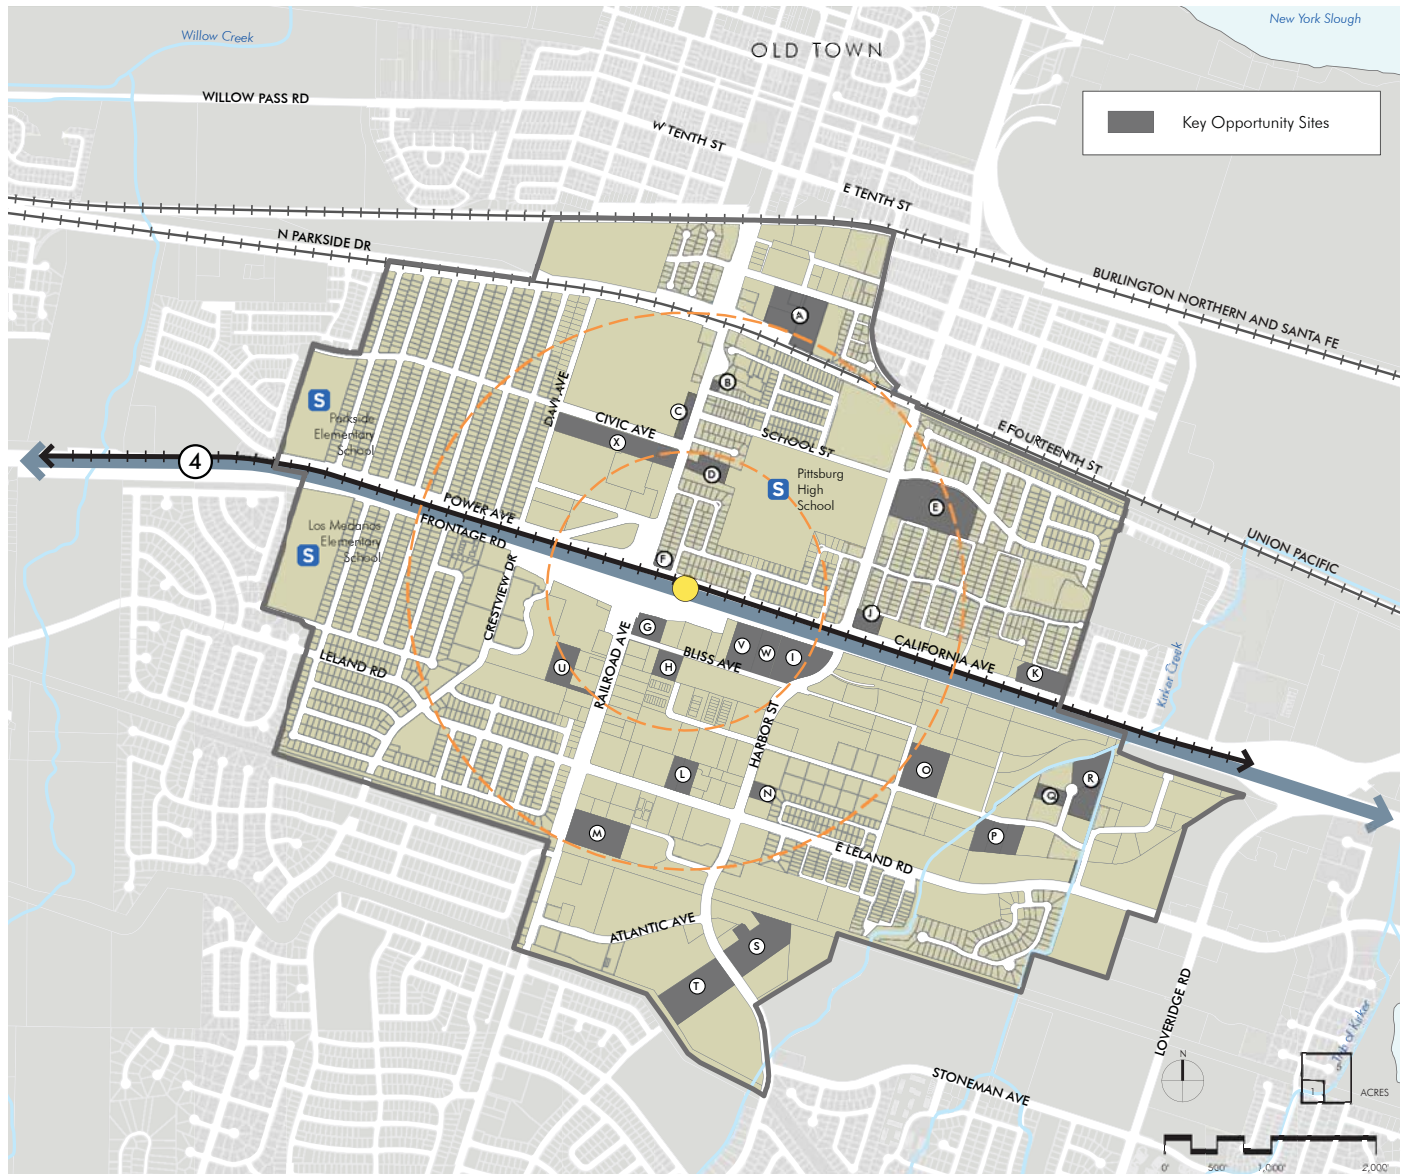 New York Slough
Willow Creek
OLD TOWN
WILLOW PASS RD
Key Opportunity Sites
W TENTH ST
E TENTH ST
N PARKSIDE DR
BURLINGTON NORTHERN AND SANTA FE
A
B
DAVI AVE
C
S
Parkside
Elementary
School
CIVIC AVE
X
SCHOOL ST
E FOURTEENTH ST
4
D
S
Pittsburg
High
School
E
POWER AVE
FRONTAGE RD
Los Medanos
Elementary
School
S
UNION PACIFIC
F
CRESTVIEW DR
J
G
RAILROAD AVE
V
W
I
CALIFORNIA AVE
BLISS AVE
LELAND RD
U
H
K
Kirker Creek
HARBOR ST
L
O
R
N
Q
M
P
E LELAND RD
ATLANTIC AVE
S
T
LOVERIDGE RD
Trib of Kirker
STONEMAN AVE
N
1
ACRES
0'
500'
1,000'
2,000'